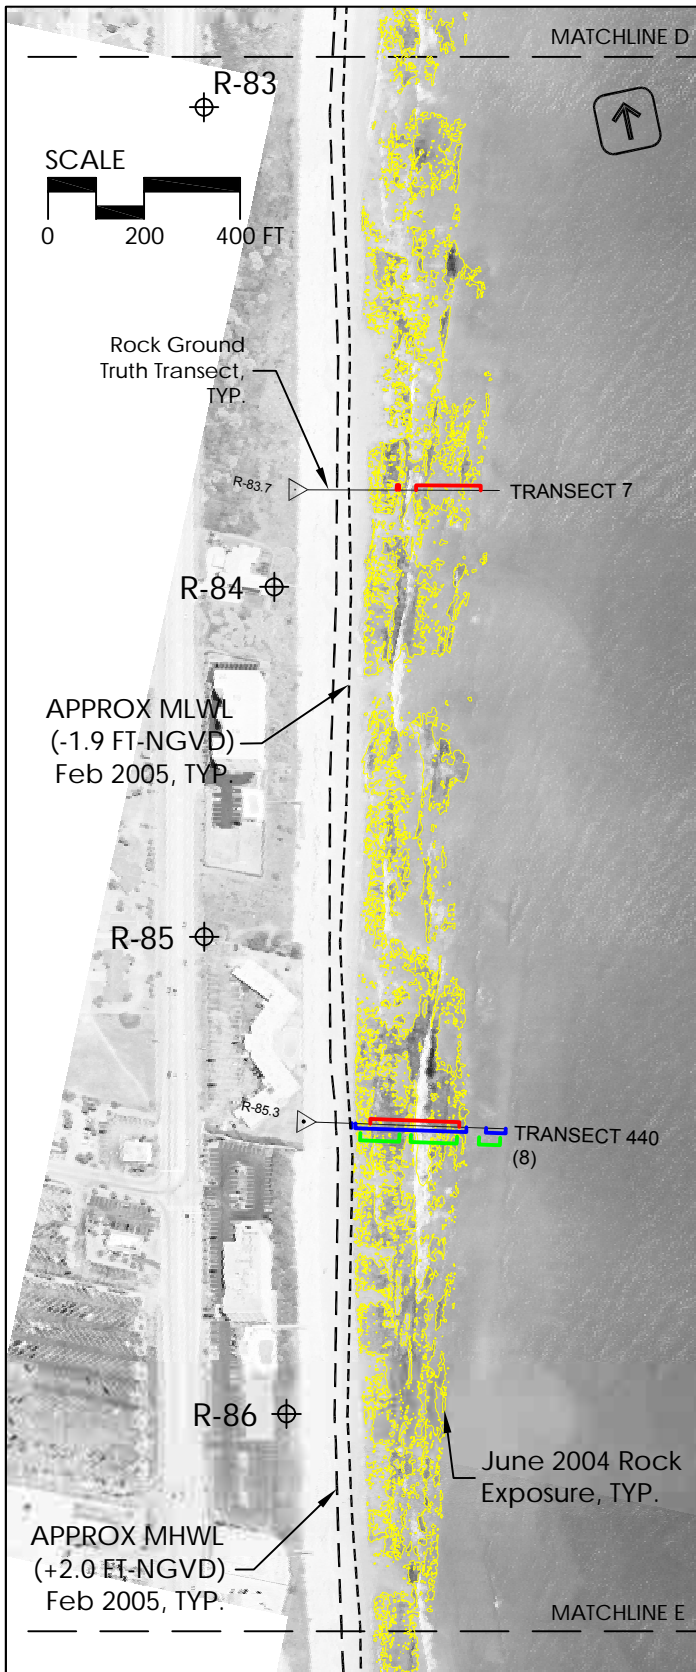 MATCHLINE D
R-83
SCALE
0 200 400 FT
Rock Ground
Truth Transect,
TYP.
R-83.7
TRANSECT 7
R-84
APPROX MLWL
(-1.9 FT-NGVD)
Feb 2005, TYP.
R-85
R-85.3
TRANSECT 440
(8)
R-86
June 2004 Rock
Exposure, TYP.
APPROX MHWL
(+2.0 FT-NGVD)
Feb 2005, TYP.
MATCHLINE E